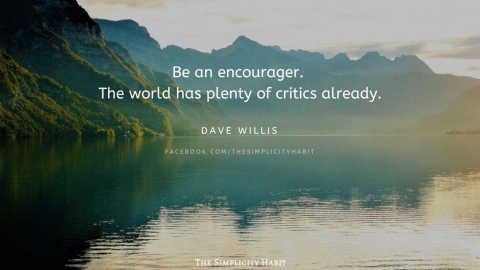 Be an encourager.
The world has plenty of critics already.
DAVE WILLIS
FACEBOOK.COM/THESIMPLICITYHABIT
The Simplicity Habit